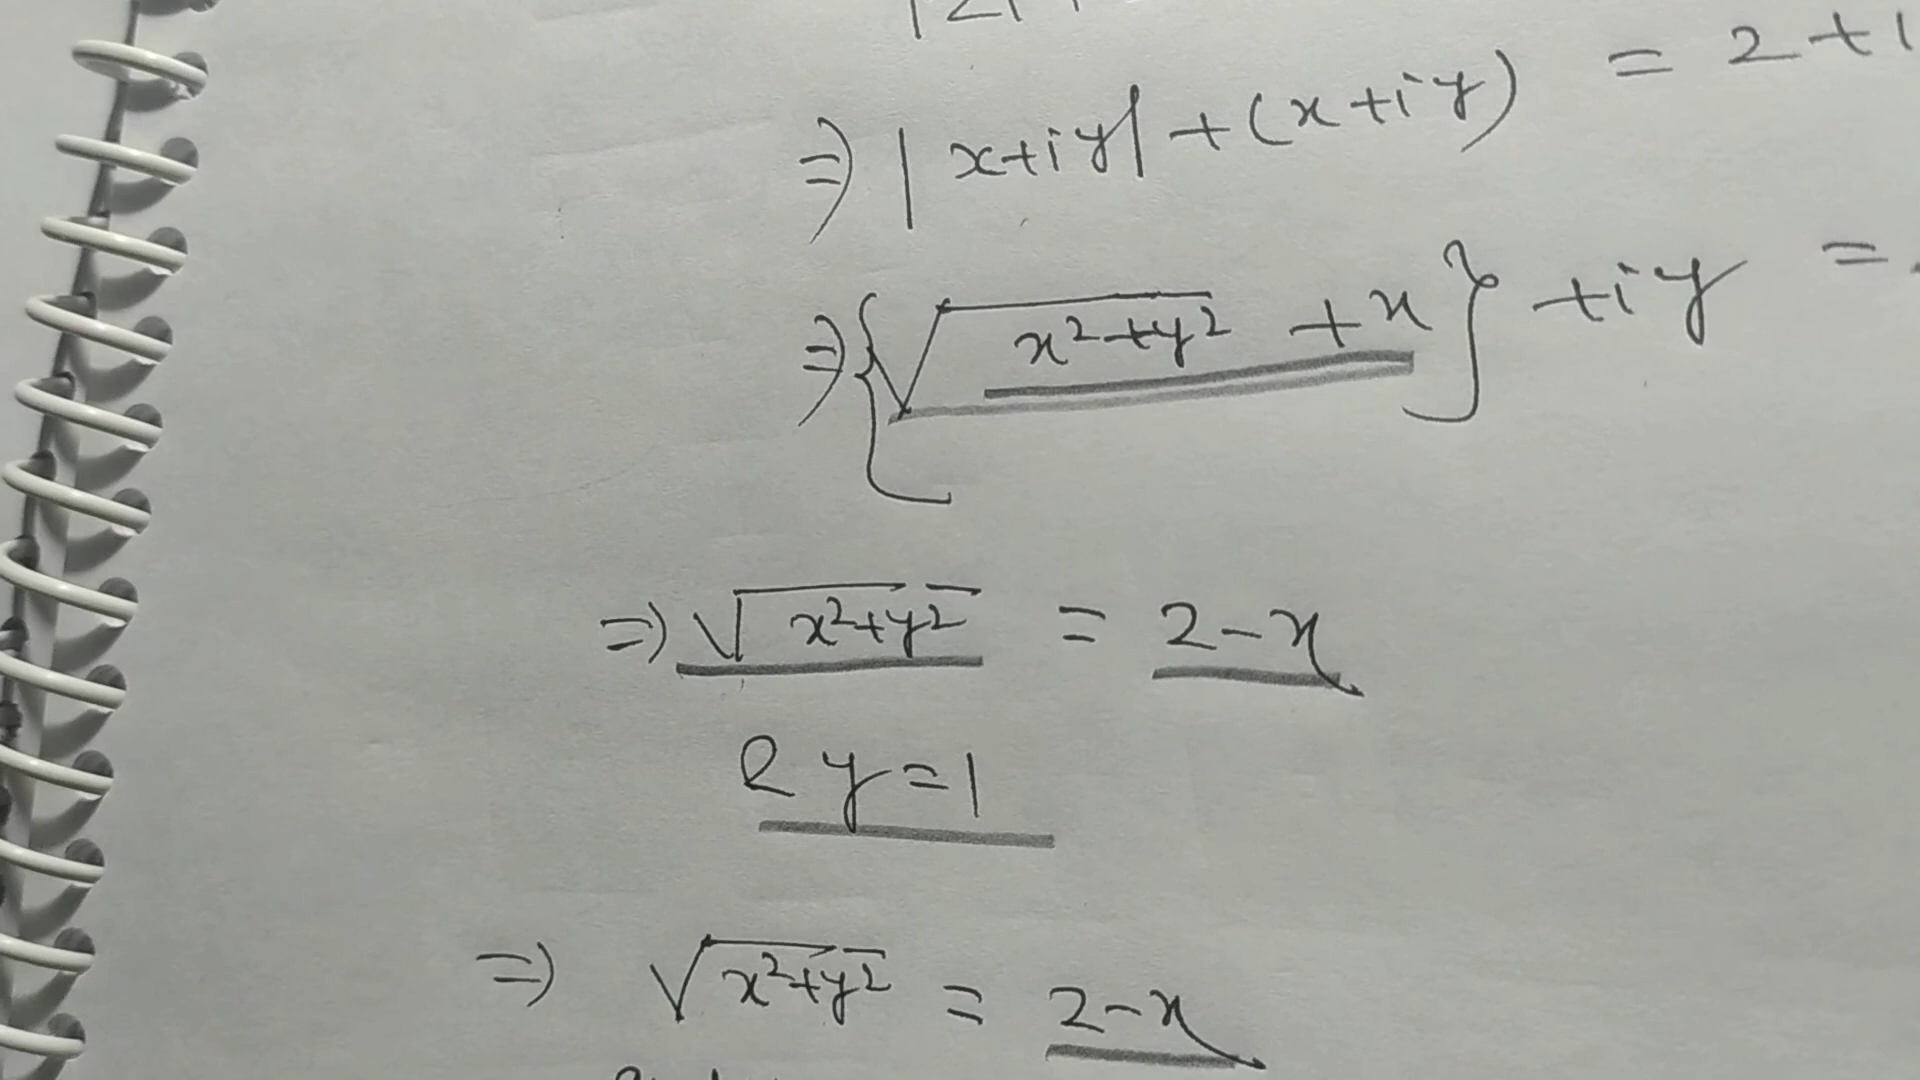 |z|
⇒ |x+iy| + (x+iy) = 2+i
⇒ {√(x²+y²) + x} + iy =
⇒ √(x²+y²) = 2-x
& y=1
⇒ √(x²+y²) = 2-x